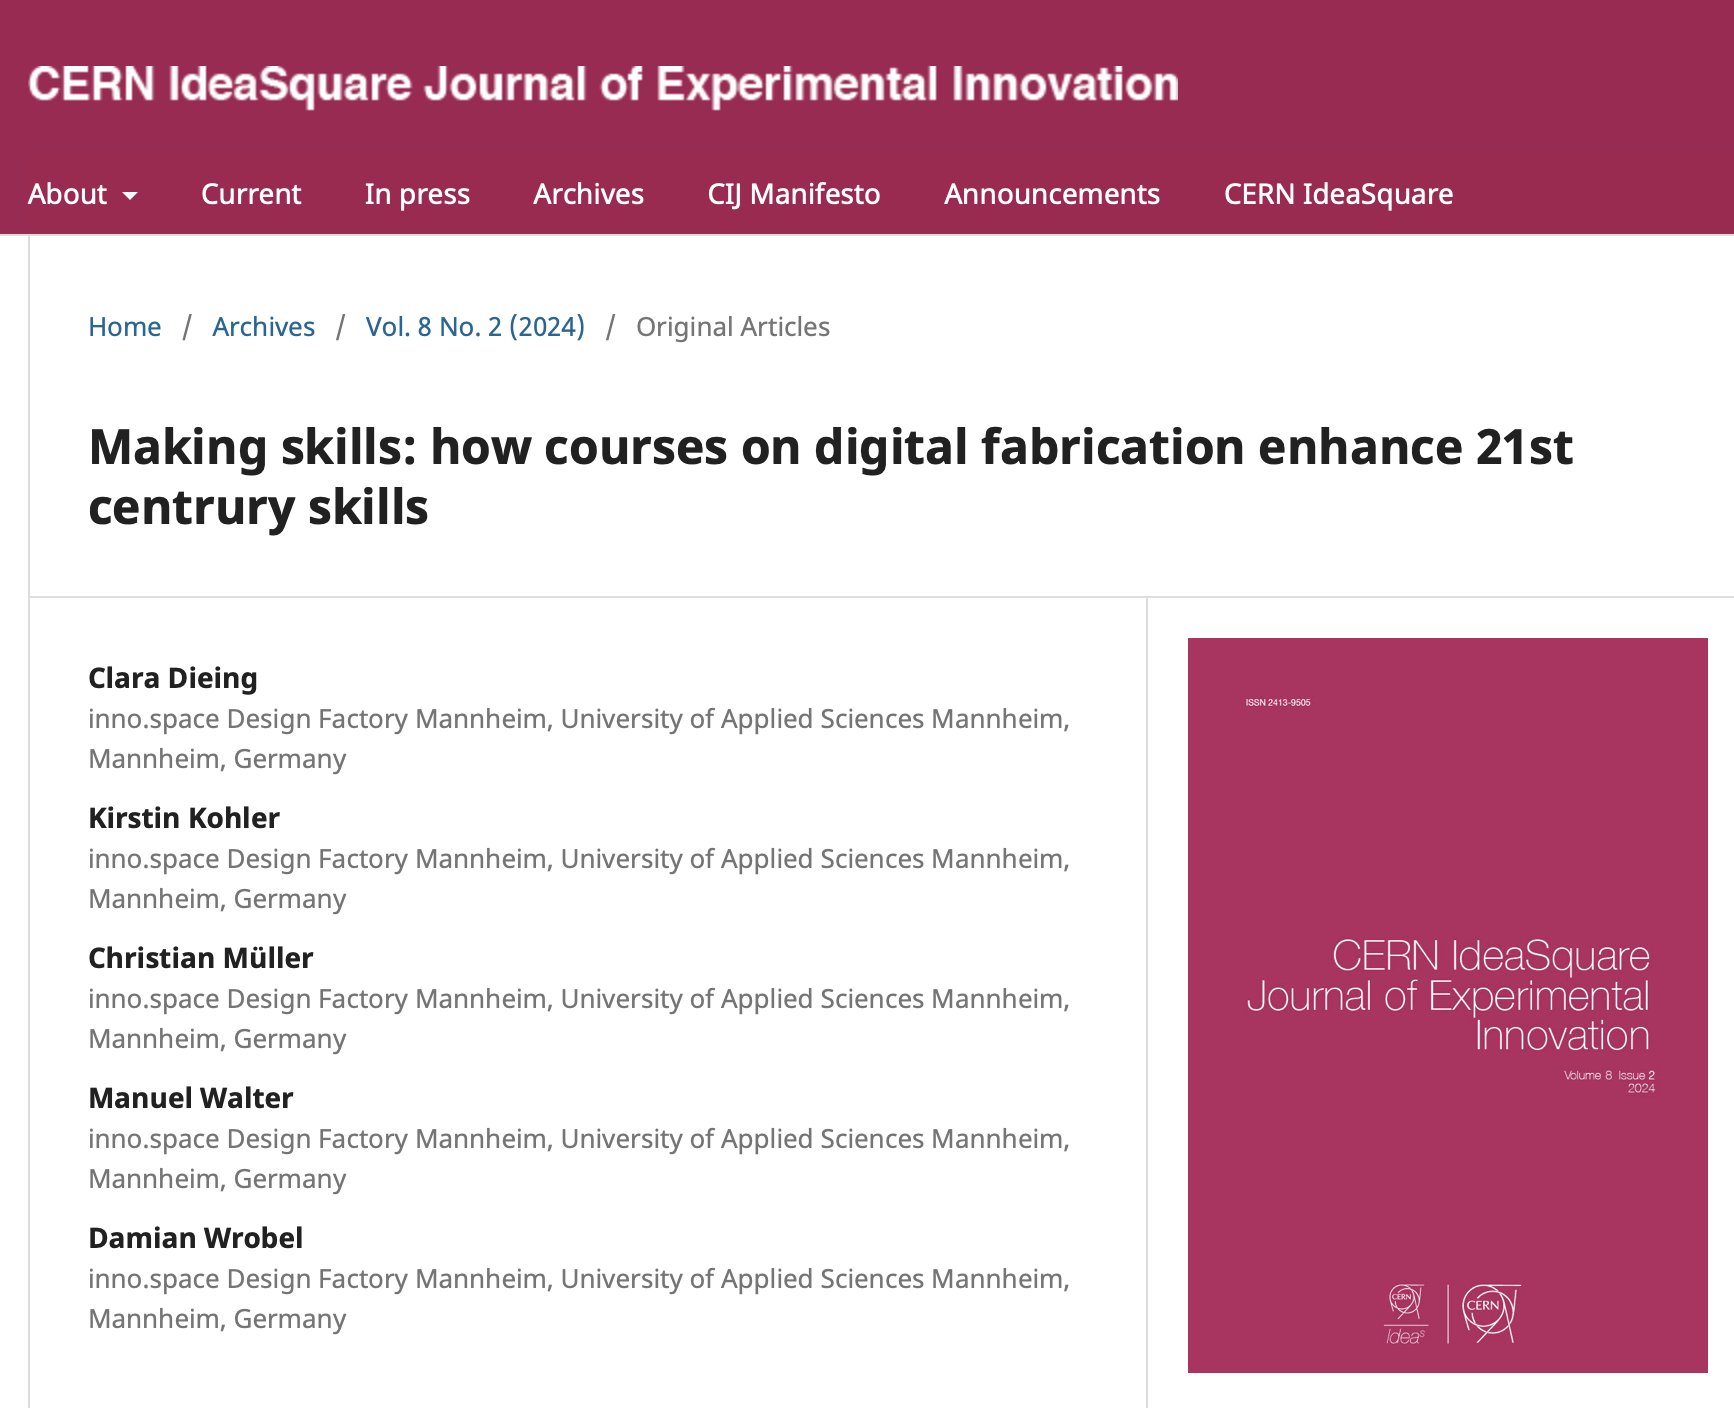 CERN IdeaSquare Journal of Experimental Innovation
About Current In press Archives CIJ Manifesto Announcements CERN IdeaSquare
Home / Archives / Vol. 8 No. 2 (2024) / Original Articles
Making skills: how courses on digital fabrication enhance 21st
centrury skills
Clara Dieing
inno.space Design Factory Mannheim, University of Applied Sciences Mannheim,
Mannheim, Germany
Kirstin Kohler
inno.space Design Factory Mannheim, University of Applied Sciences Mannheim,
Mannheim, Germany
Christian Müller
inno.space Design Factory Mannheim, University of Applied Sciences Mannheim,
Mannheim, Germany
Manuel Walter
inno.space Design Factory Mannheim, University of Applied Sciences Mannheim,
Mannheim, Germany
Damian Wrobel
inno.space Design Factory Mannheim, University of Applied Sciences Mannheim,
Mannheim, Germany
ISSN 2413-9505
CERN IdeaSquare
Journal of Experimental
Innovation
Volume 8 Issue 2
2024
CERN
Idea⁵
CERN